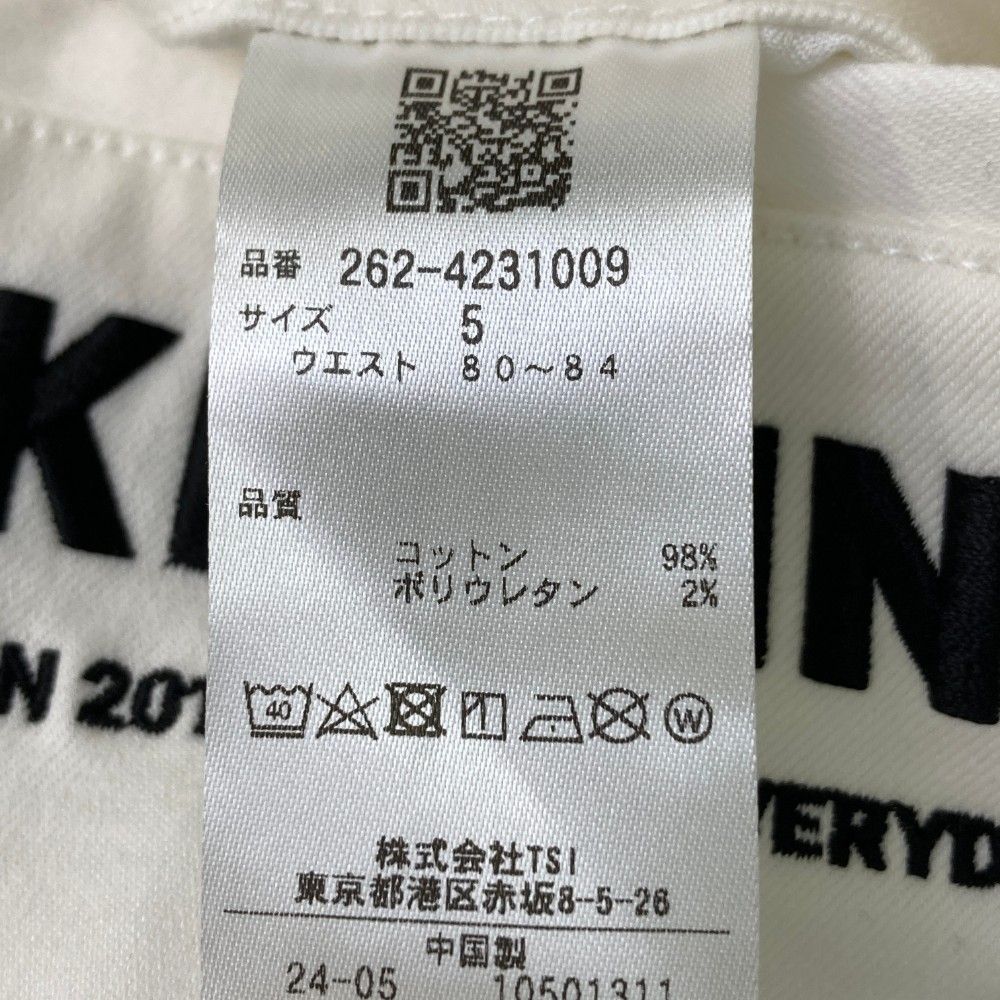 品番 262-4231009
サイズ 5
ウエスト 80～84
品質
コットン 98%
ポリウレタン 2%
40
W
株式会社TSI
東京都港区赤坂8-5-26
中国製
24-05 10501311
N 201
VERYD